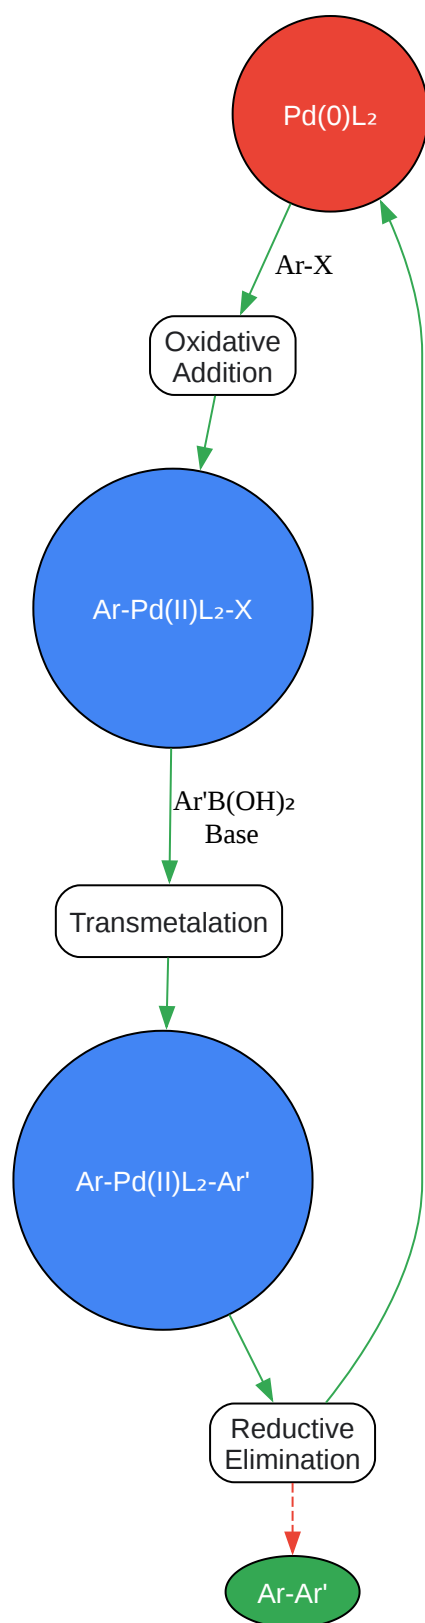 Pd(0)L₂
Ar-X
Oxidative
Addition
Ar-Pd(II)L₂-X
Ar'B(OH)₂
Base
Transmetalation
Ar-Pd(II)L₂-Ar'
Reductive
Elimination
Ar-Ar'